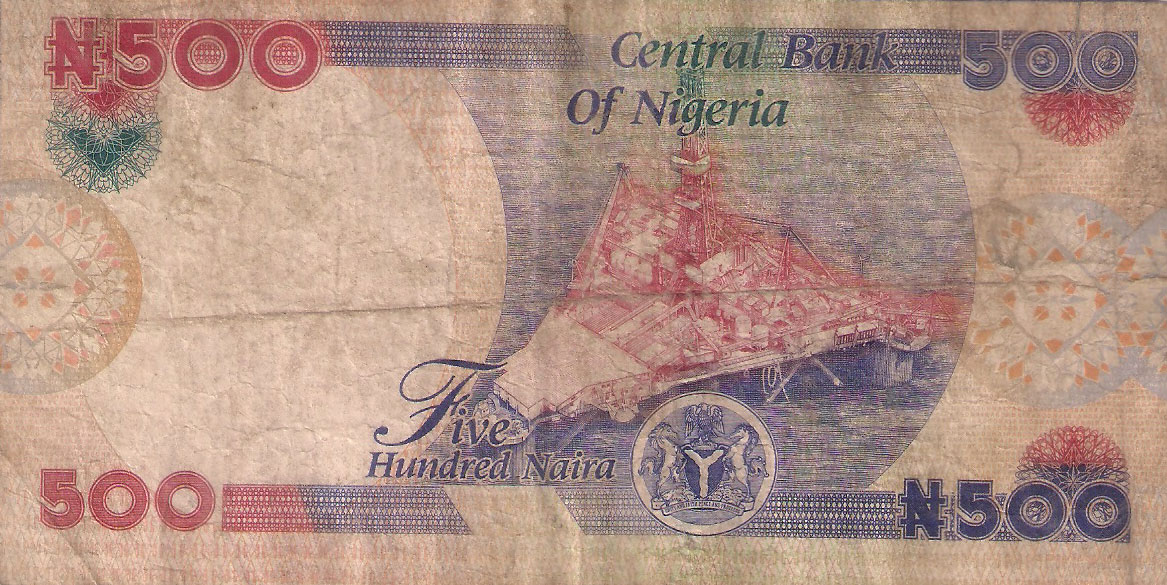 ₦500
500
Central Bank
Of Nigeria
Five
Hundred Naira
500
₦500